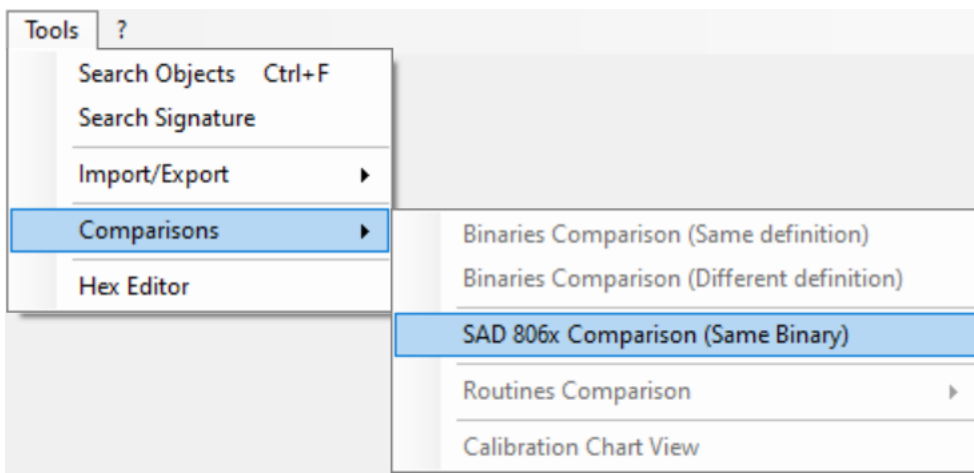 Tools ?
Search Objects Ctrl+F
Search Signature
Import/Export
Comparisons
Hex Editor
Binaries Comparison (Same definition)
Binaries Comparison (Different definition)
SAD 806x Comparison (Same Binary)
Routines Comparison
Calibration Chart View